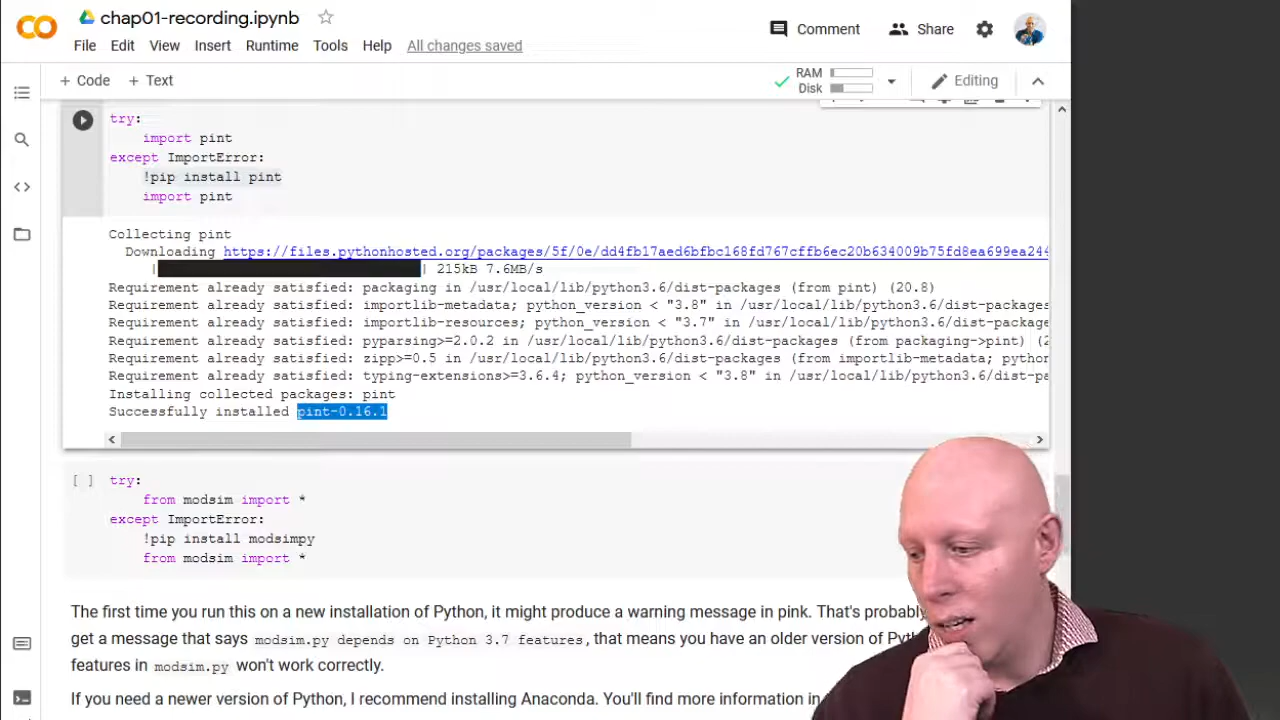 chap01-recording.ipynb
File Edit View Insert Runtime Tools Help All changes saved
Comment Share
+ Code + Text
RAM
Disk
Editing
try:
import pint
except ImportError:
!pip install pint
import pint
Collecting pint
Downloading https://files.pythonhosted.org/packages/5f/0e/dd4fb17aed6bfbc168fd767cffb6ec20b634009b75fd8ea699ea244
| | 215kB 7.6MB/s
Requirement already satisfied: packaging in /usr/local/lib/python3.6/dist-packages (from pint) (20.8)
Requirement already satisfied: importlib-metadata; python_version < "3.8" in /usr/local/lib/python3.6/dist-packages
Requirement already satisfied: importlib-resources; python_version < "3.7" in /usr/local/lib/python3.6/dist-package
Requirement already satisfied: pyparsing>=2.0.2 in /usr/local/lib/python3.6/dist-packages (from packaging->pint) (2
Requirement already satisfied: zipp>=0.5 in /usr/local/lib/python3.6/dist-packages (from importlib-metadata; python
Requirement already satisfied: typing-extensions>=3.6.4; python_version < "3.8" in /usr/local/lib/python3.6/dist-pa
Installing collected packages: pint
Successfully installed pint-0.16.1
[ ] try:
from modsim import *
except ImportError:
!pip install modsimpy
from modsim import *
The first time you run this on a new installation of Python, it might produce a warning message in pink. That's probably
get a message that says modsim.py depends on Python 3.7 features, that means you have an older version of
features in modsim.py won't work correctly.
If you need a newer version of Python, I recommend installing Anaconda. You'll find more information in